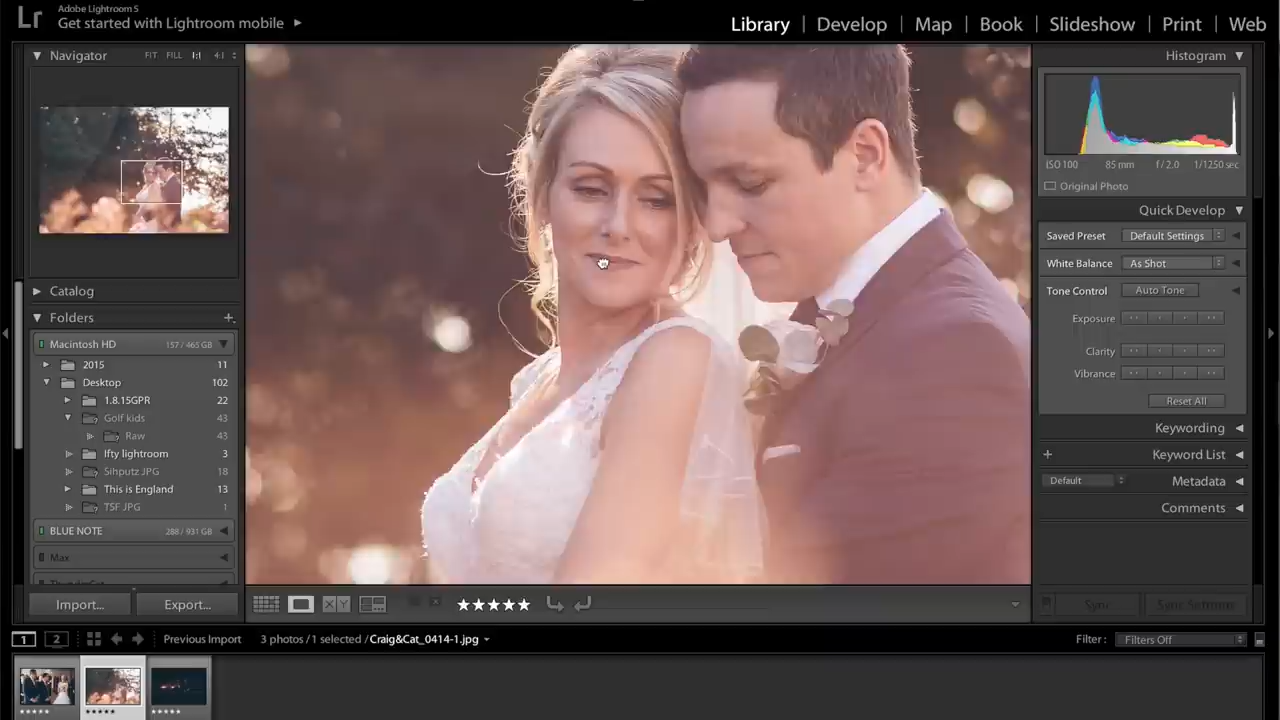 Lr
Adobe Lightroom 5
Get started with Lightroom mobile
Library | Develop | Map | Book | Slideshow | Print | Web
Navigator FIT FILL 1:1 4:1
Catalog
Folders
Macintosh HD 157 / 465 GB
2015 11
Desktop 102
1.8.15GPR 22
Golf kids 43
Raw 43
lfty lightroom 3
Sihputz JPG 18
This is England 13
TSF JPG 1
BLUE NOTE 288 / 931 GB
Max
Import... Export...
Histogram
ISO 100 85 mm f / 2.0 1/1250 sec
Original Photo
Quick Develop
Saved Preset Default Settings
White Balance As Shot
Tone Control Auto Tone
Exposure
Clarity
Vibrance
Reset All
Keywording
Keyword List
Default Metadata
Comments
XY
Sync Sync Settings
1 2 Previous Import 3 photos / 1 selected / Craig&Cat_0414-1.jpg Filter : Filters Off